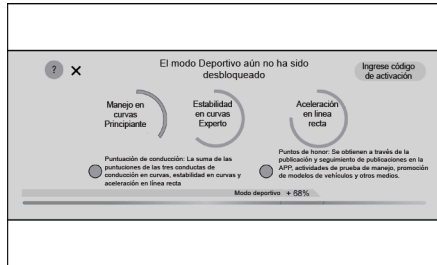 ?
El modo Deportivo aún no ha sido
desbloqueado
Ingrese código
de activación
Manejo en
curvas
Principiante
Estabilidad
en curvas
Experto
Aceleración
en linea
recta
Puntuación de conducción: La suma de las
puntuciones de las tres conductas de
conducción en curvas, estabilidad en curvas y
aceleración en línea recta
Puntos de honor: Se obtienen a través de la
publicación y seguimiento de publicaciones en la
APP, actividades de prueba de manejo, promoción
de modelos de vehículos y otros medios.
Modo deportivo + 68%